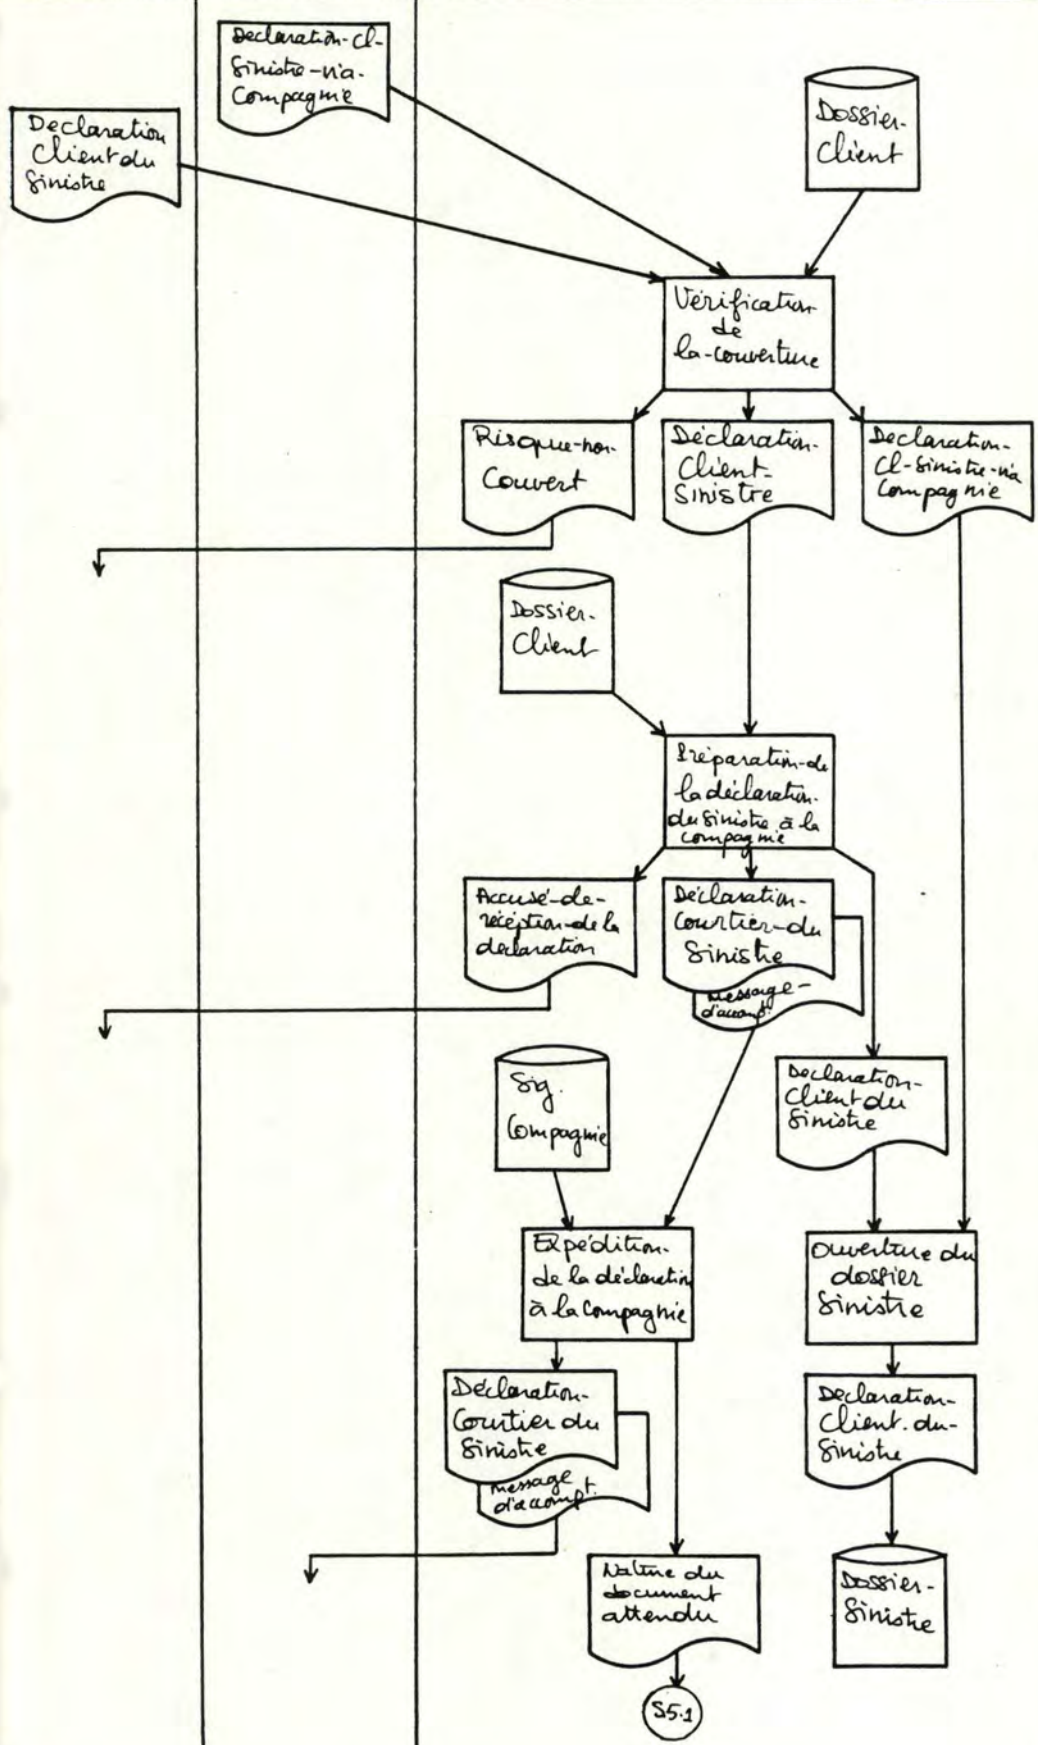 Declaration-Cl-
Sinistre-via-
Compagnie
Declaration
Client du
Sinistre
Dossier-
Client
Vérification
de
la-couverture
Risque-non-
Couvert
Déclaration-
Client-
Sinistre
Declaration-
Cl-Sinistre-via
Compagnie
Dossier-
Client
Préparation-de
la déclaration-
du sinistre à la
compagnie
Accusé-de-
récéption-de la
declaration
Déclaration-
Courtier-du
Sinistre
message-
d'accomp.
Sig.
Compagnie
Declaration-
Client du
Sinistre
Expédition-
de la déclaration
à la Compagnie
Ouverture du
dossier
Sinistre
Déclaration-
Courtier du
Sinistre
message
d'accompt.
Declaration-
Client-du-
Sinistre
Nature du
document
attendu
Dossier-
Sinistre
S5.1